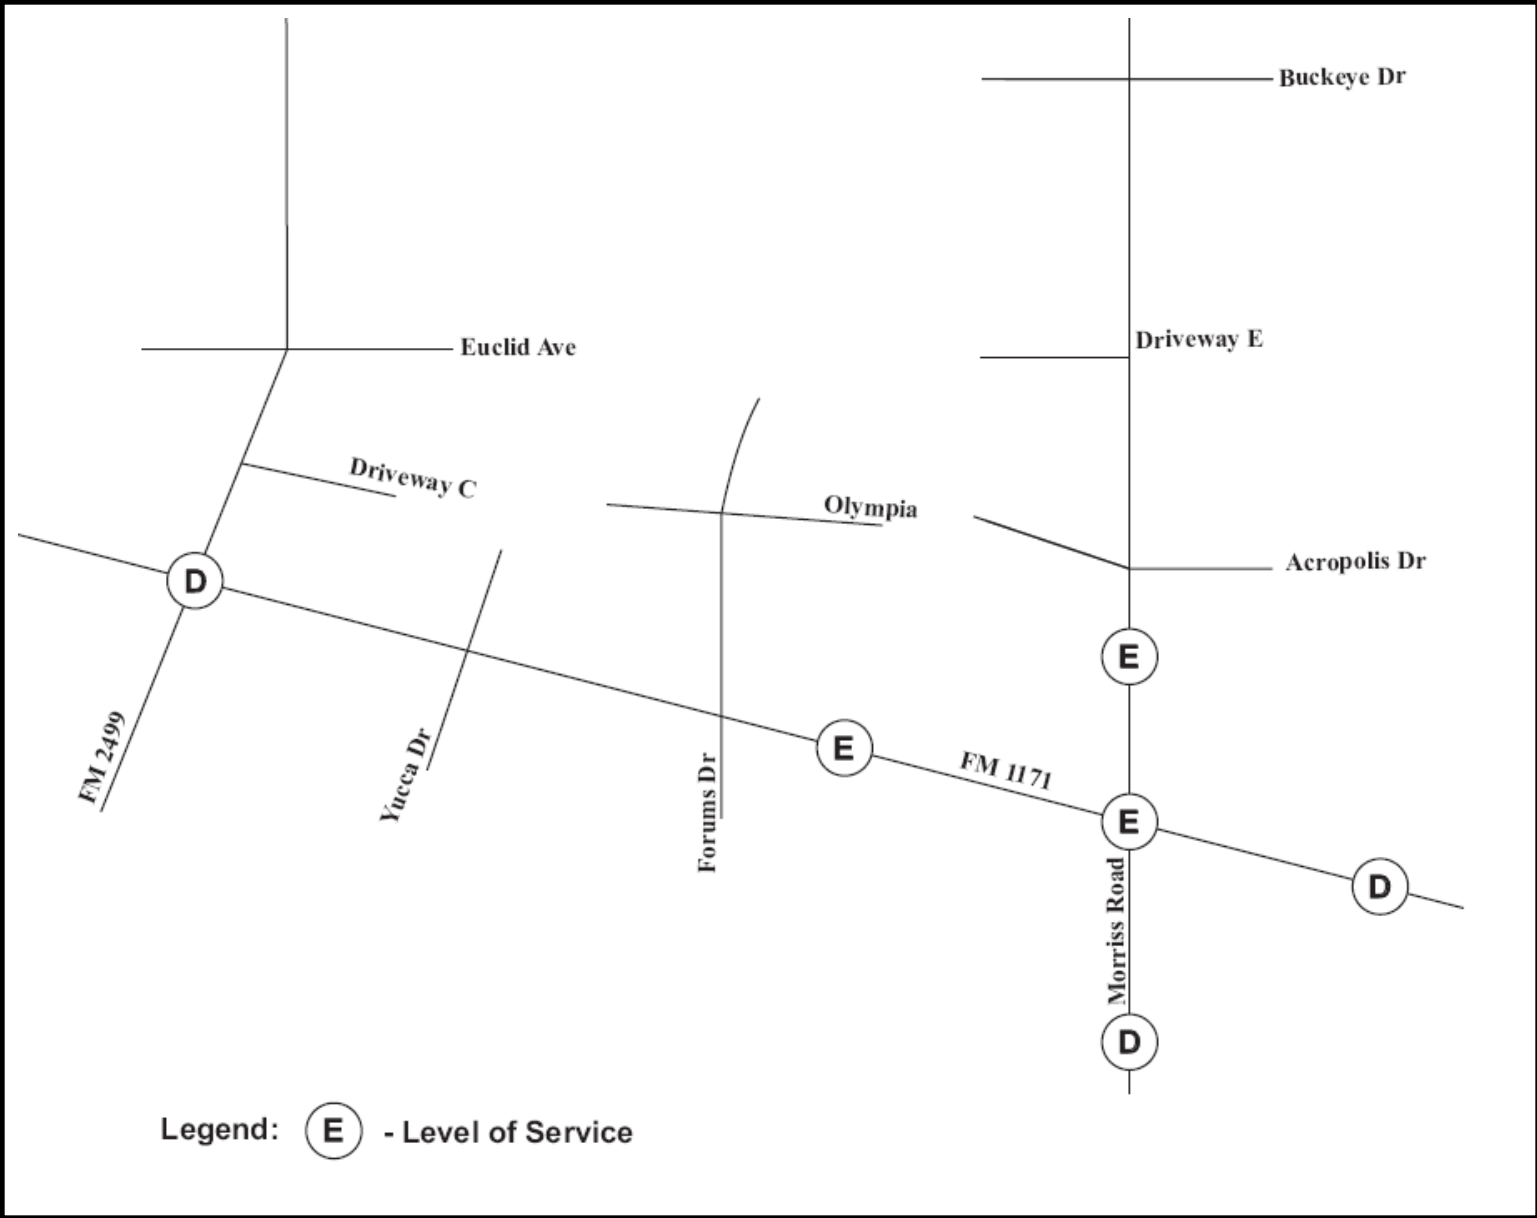 Buckeye Dr
Driveway E
Euclid Ave
Driveway C
Olympia
Acropolis Dr
D
E
FM 2499
Yucca Dr
Forums Dr
E
FM 1171
E
D
Morriss Road
D
Legend: E - Level of Service